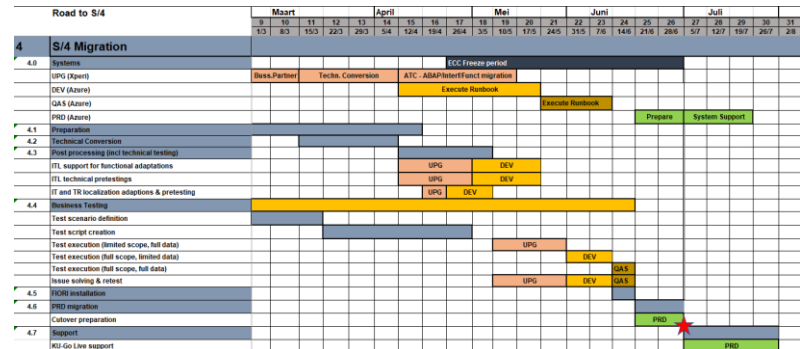 Road to S/4 Maart April Mei Juni Juli
9 10 11 12 13 14 15 16 17 18 19 20 21 22 23 24 25 26 27 28 29 30 31
1/3 8/3 15/3 22/3 29/3 5/4 12/4 19/4 26/4 3/5 10/5 17/5 24/5 31/5 7/6 14/6 21/6 28/6 5/7 12/7 19/7 26/7 2/8
4 S/4 Migration
4.0 Systems ECC Freeze period
UPG (Xperi) Buss.Partner Techn. Conversion ATC - ABAP/Interf/Funct migration
DEV (Azure) Execute Runbook
QAS (Azure) Execute Runbook
PRD (Azure) Prepare System Support
4.1 Preparation
4.2 Technical Conversion
4.3 Post processing (incl technical testing)
ITL support for functional adaptations UPG DEV
ITL technical pretestings UPG DEV
IT and TR localization adaptions & pretesting UPG DEV
4.4 Business Testing
Test scenario definition
Test script creation
Test execution (limited scope, full data) UPG
Test execution (full scope, limited data) DEV
Test execution (full scope, full data) QAS
Issue solving & retest UPG DEV QAS
4.5 FIORI installation
4.6 PRD migration
Cutover preparation PRD
4.7 Support
KU-Go Live support PRD